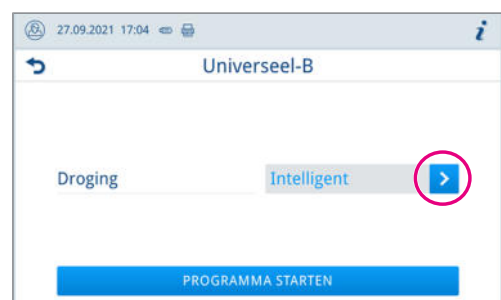 27.09.2021 17:04
i
Universeel-B
Droging Intelligent >
PROGRAMMA STARTEN